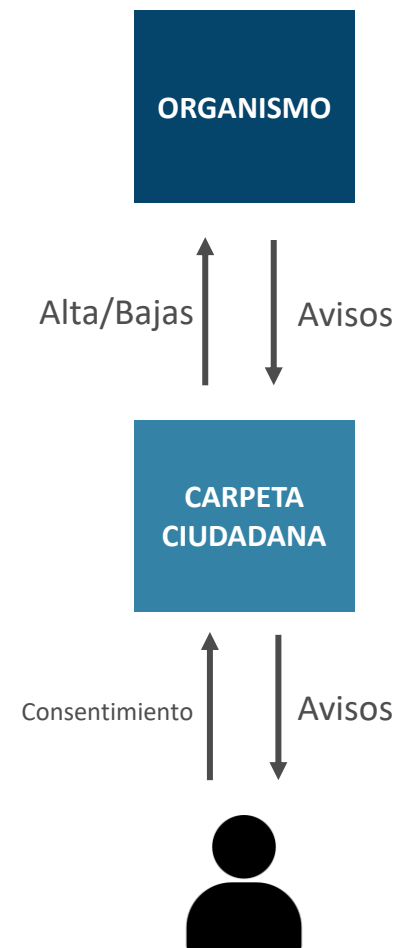 ORGANISMO
Alta/Bajas
Avisos
CARPETA
CIUDADANA
Consentimiento
Avisos